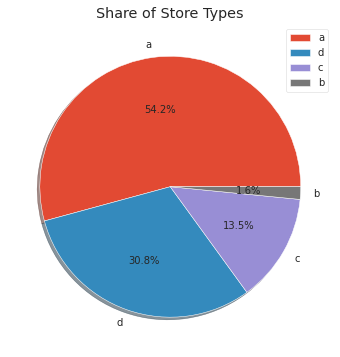 Share of Store Types
a
d
c
b
a
54.2%
1.6%
b
13.5%
30.8%
c
d